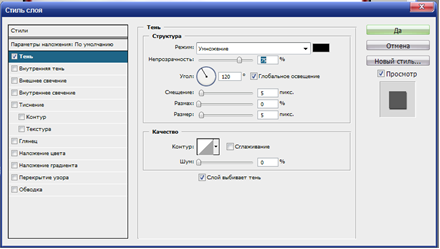 Стиль слоя
Стили
Параметры наложения: По умолчанию
Тень
Внутренняя тень
Внешнее свечение
Внутреннее свечение
Тиснение
Контур
Текстура
Глянец
Наложение цвета
Наложение градиента
Перекрытие узора
Обводка
Тень
Структура
Режим: Умножение
Непрозрачность: 75 %
Угол: 120 ° Глобальное освещение
Смещение: 5 пикс.
Размах: 0 %
Размер: 5 пикс.
Качество
Контур: Сглаживание
Шум: 0 %
Слой выбивает тень
Да
Отмена
Новый стиль...
Просмотр